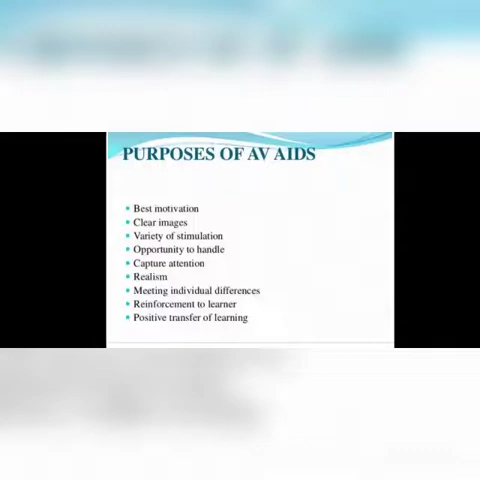 PURPOSES OF AV AIDS
• Best motivation
• Clear images
• Variety of stimulation
• Opportunity to handle
• Capture attention
• Realism
• Meeting individual differences
• Reinforcement to learner
• Positive transfer of learning